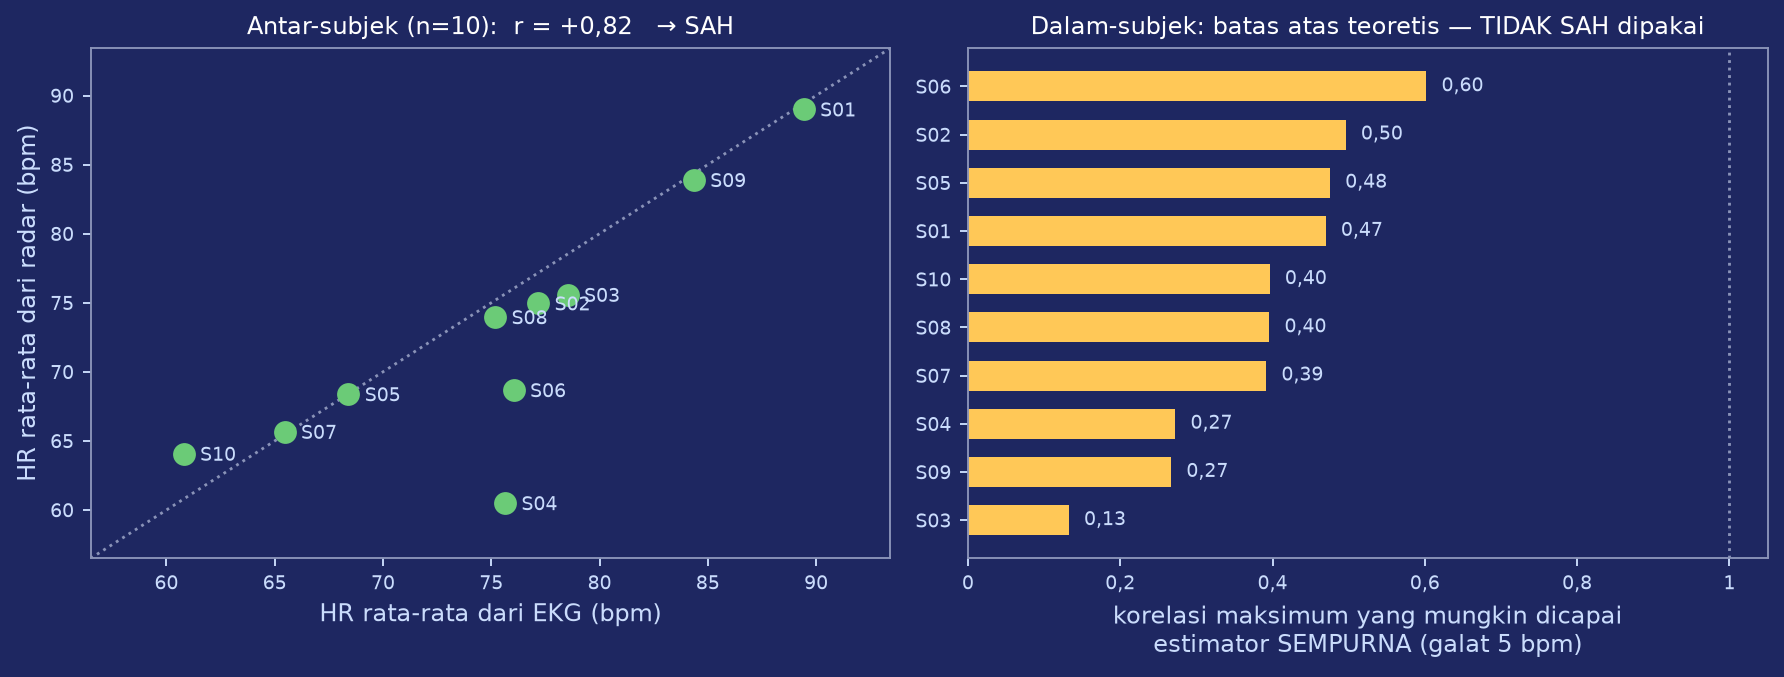 Antar-subjek (n=10):  r = +0,82   → SAH
HR rata-rata dari radar (bpm)
90
85
80
75
70
65
60
S01
S09
S03
S02
S08
S06
S05
S07
S10
S04
60
65
70
75
80
85
90
HR rata-rata dari EKG (bpm)
Dalam-subjek: batas atas teoretis — TIDAK SAH dipakai
S06 0,60
S02 0,50
S05 0,48
S01 0,47
S10 0,40
S08 0,40
S07 0,39
S04 0,27
S09 0,27
S03 0,13
0
0,2
0,4
0,6
0,8
1
korelasi maksimum yang mungkin dicapai
estimator SEMPURNA (galat 5 bpm)